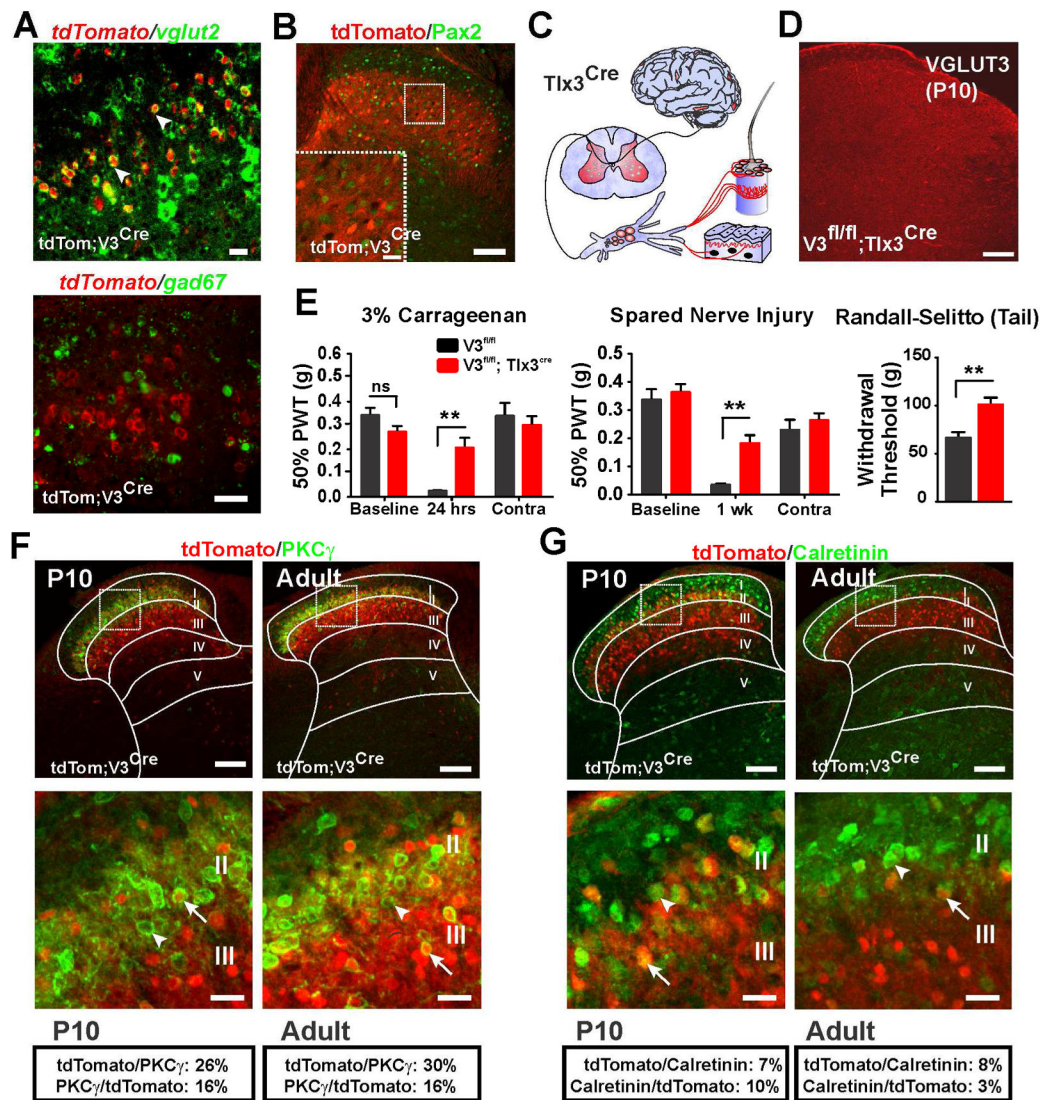 A
tdTomato/vglut2
tdTom;V3Cre
tdTomato/gad67
tdTom;V3Cre
B
tdTomato/Pax2
tdTom;V3Cre
C
Tlx3Cre
D
VGLUT3
(P10)
V3fl/fl;Tlx3Cre
E
3% Carrageenan
V3fl/fl
V3fl/fl; Tlx3cre
50% PWT (g)
0.6
0.5
0.4
0.3
0.2
0.1
0.0
ns
**
Baseline
24 hrs
Contra
Spared Nerve Injury
50% PWT (g)
0.5
0.4
0.3
0.2
0.1
0.0
**
Baseline
1 wk
Contra
Randall-Selitto (Tail)
Withdrawal
Threshold (g)
150
100
50
0
**
F
tdTomato/PKCγ
P10
I
II
III
IV
V
tdTom;V3Cre
Adult
I
II
III
IV
V
tdTom;V3Cre
II
III
II
III
P10
tdTomato/PKCγ: 26%
PKCγ/tdTomato: 16%
Adult
tdTomato/PKCγ: 30%
PKCγ/tdTomato: 16%
G
tdTomato/Calretinin
P10
I
II
III
IV
V
tdTom;V3Cre
Adult
I
II
III
IV
V
tdTom;V3Cre
II
III
II
III
P10
tdTomato/Calretinin: 7%
Calretinin/tdTomato: 10%
Adult
tdTomato/Calretinin: 8%
Calretinin/tdTomato: 3%